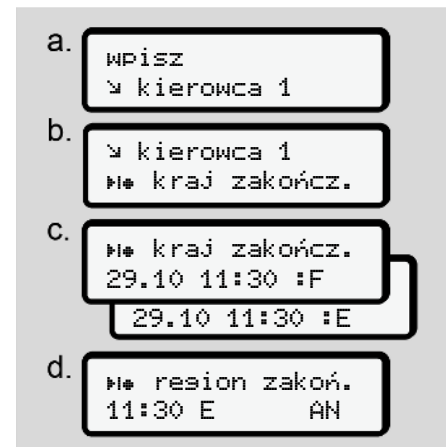 a.
wpisz
↘ kierowca 1
b.
↘ kierowca 1
kraj zakończ.
c.
kraj zakończ.
29.10 11:30 :F
29.10 11:30 :E
d.
region zakoń.
11:30 E AN